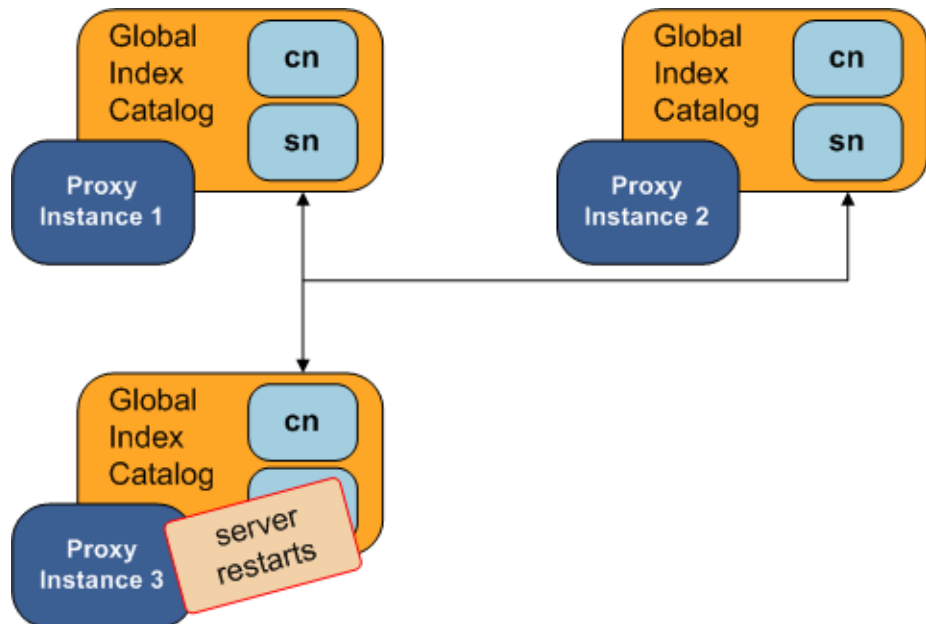 Global
Index
Catalog
cn
sn
Proxy
Instance 1
Global
Index
Catalog
cn
sn
Proxy
Instance 2
Global
Index
Catalog
cn
Proxy
Instance 3
server
restarts